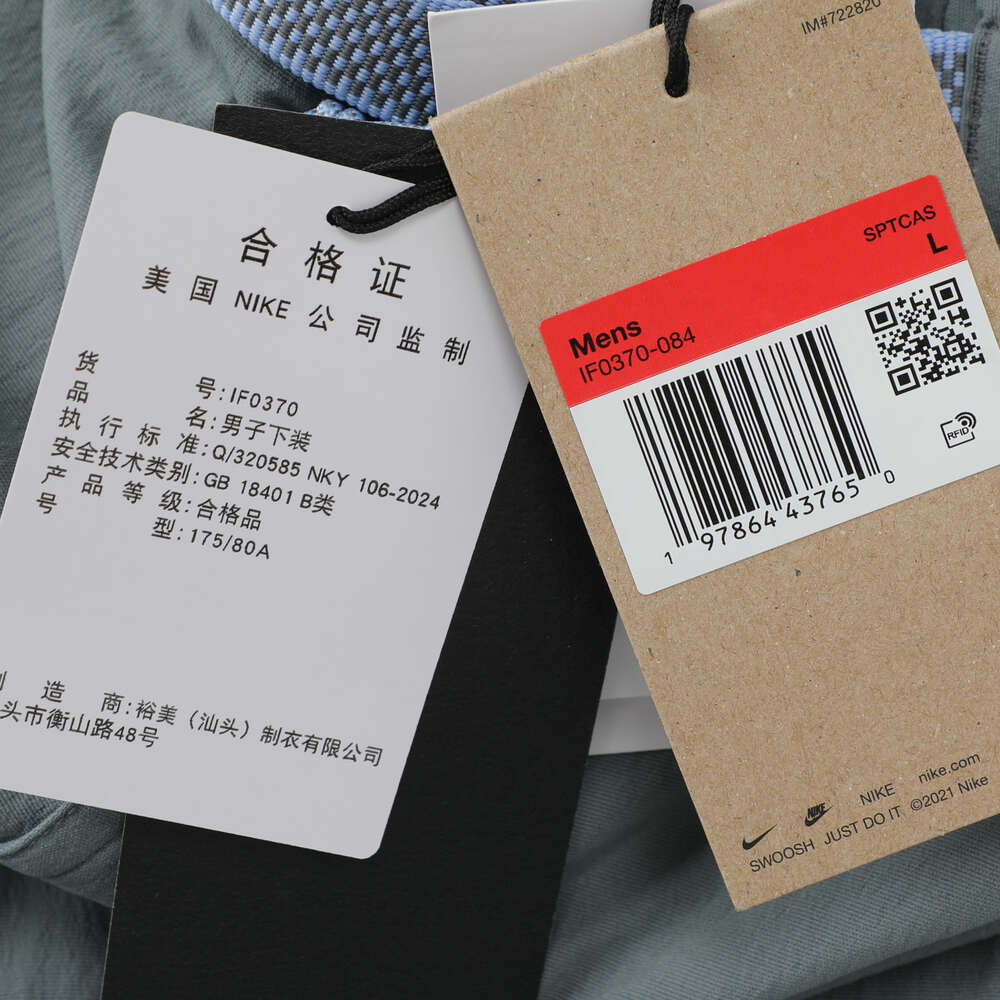 合格证
美国NIKE公司监制
货号:IF0370
品名:男子下装
执行标准:Q/320585 NKY 106-2024
安全技术类别:GB 18401 B类
产品等级:合格品
号型:175/80A
造商:裕美(汕头)制衣有限公司
头市衡山路48号
IM#722820
SPTCAS
L
Mens
IF0370-084
RFID
1 97864 43765 0
NIKE nike.com
SWOOSH JUST DO IT ©2021 Nike